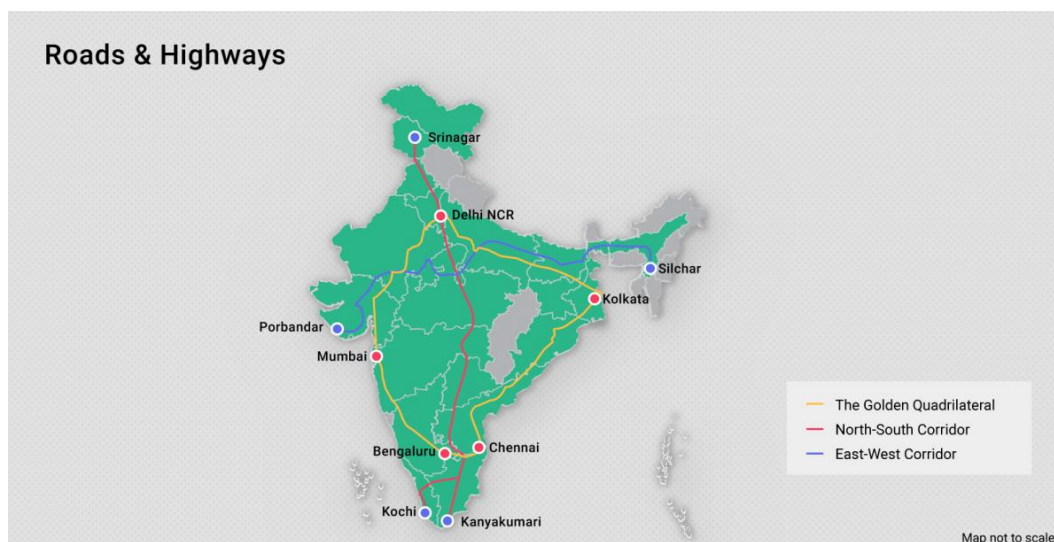 Roads & Highways
Srinagar
Delhi NCR
Silchar
Kolkata
Porbandar
Mumbai
Bengaluru
Chennai
Kochi
Kanyakumari
The Golden Quadrilateral
North-South Corridor
East-West Corridor
Map not to scale